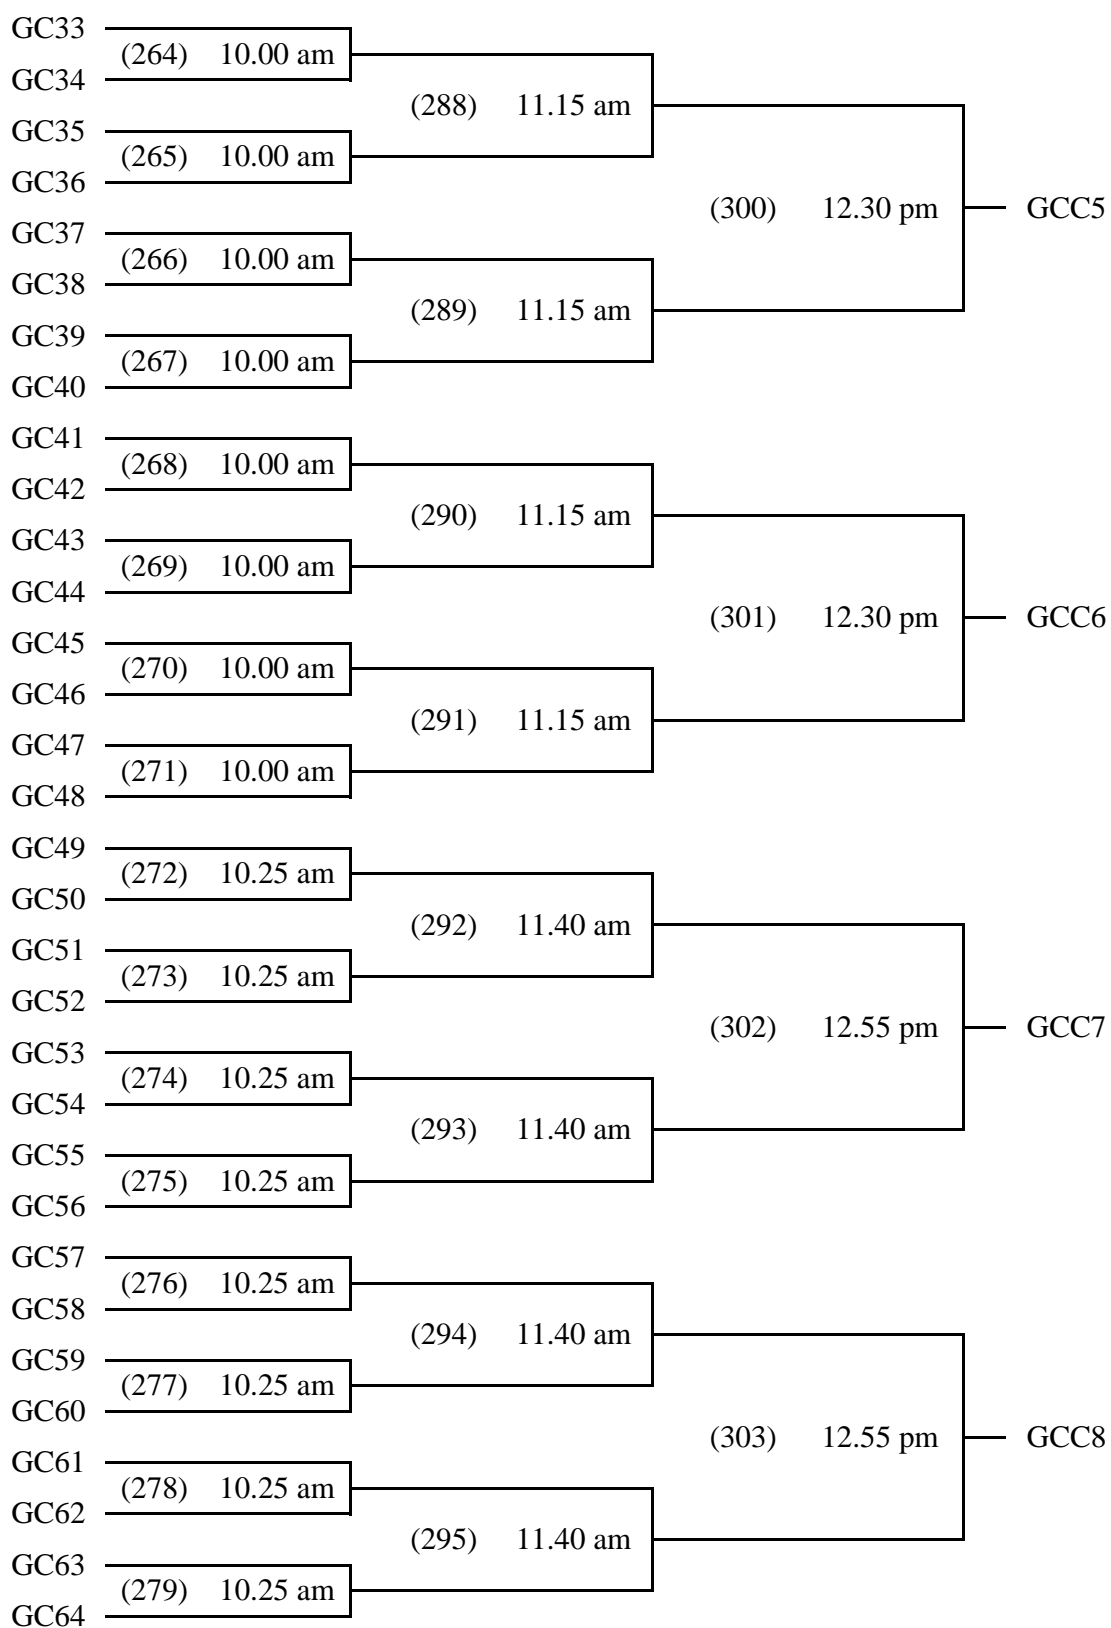 GC33
(264) 10.00 am
GC34
(288) 11.15 am
GC35
(265) 10.00 am
GC36
(300) 12.30 pm GCC5
GC37
(266) 10.00 am
GC38
(289) 11.15 am
GC39
(267) 10.00 am
GC40
GC41
(268) 10.00 am
GC42
(290) 11.15 am
GC43
(269) 10.00 am
GC44
(301) 12.30 pm GCC6
GC45
(270) 10.00 am
GC46
(291) 11.15 am
GC47
(271) 10.00 am
GC48
GC49
(272) 10.25 am
GC50
(292) 11.40 am
GC51
(273) 10.25 am
GC52
(302) 12.55 pm GCC7
GC53
(274) 10.25 am
GC54
(293) 11.40 am
GC55
(275) 10.25 am
GC56
GC57
(276) 10.25 am
GC58
(294) 11.40 am
GC59
(277) 10.25 am
GC60
(303) 12.55 pm GCC8
GC61
(278) 10.25 am
GC62
(295) 11.40 am
GC63
(279) 10.25 am
GC64